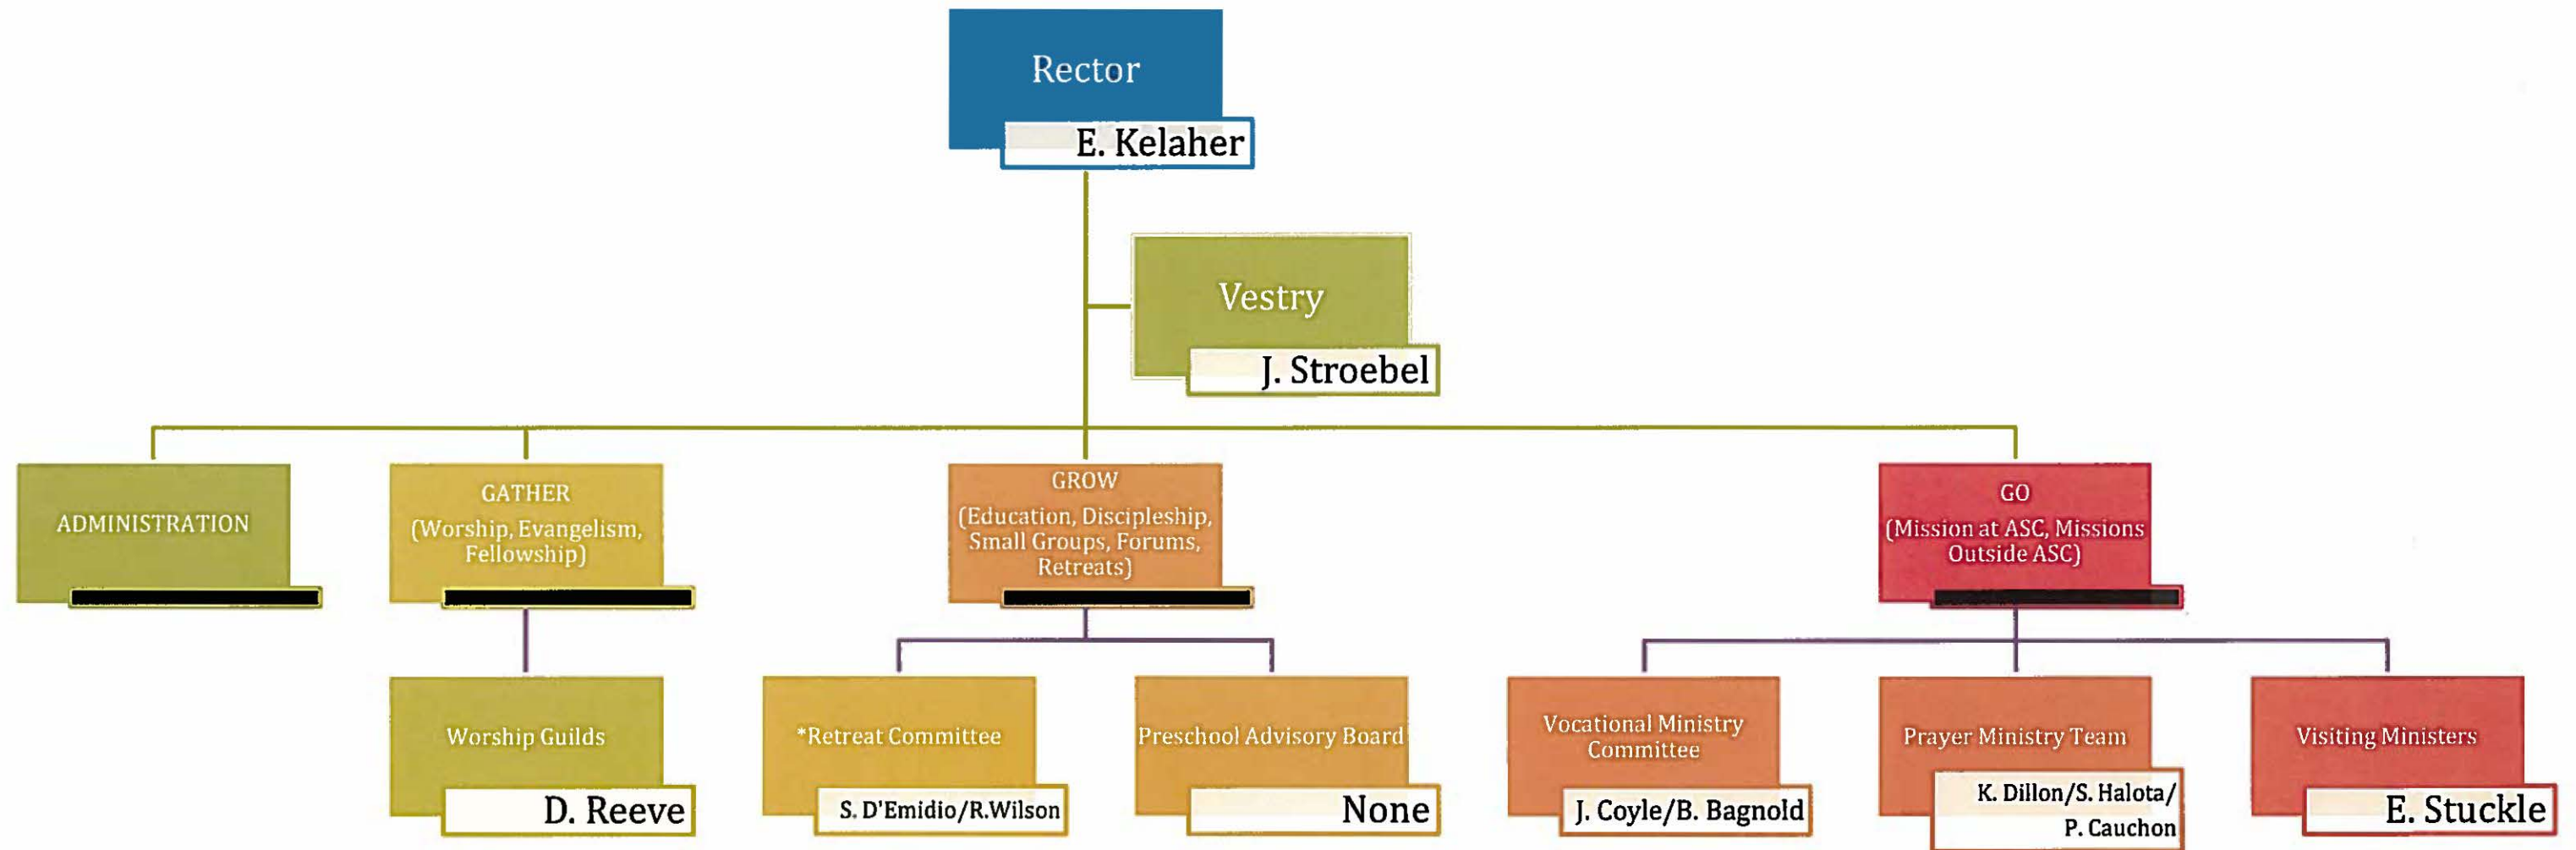 Rector
E. Kelaher
Vestry
J. Stroebel
ADMINISTRATION
GATHER
(Worship, Evangelism,
Fellowship)
GROW
(Education, Discipleship,
Small Groups, Forums,
Retreats)
GO
(Mission at ASC, Missions
Outside ASC)
Worship Guilds
D. Reeve
*Retreat Committee
S. D'Emidio/R.Wilson
Preschool Advisory Board
None
Vocational Ministry
Committee
J. Coyle/B. Bagnold
Prayer Ministry Team
K. Dillon/S. Halota/
P. Cauchon
Visiting Ministers
E. Stuckle